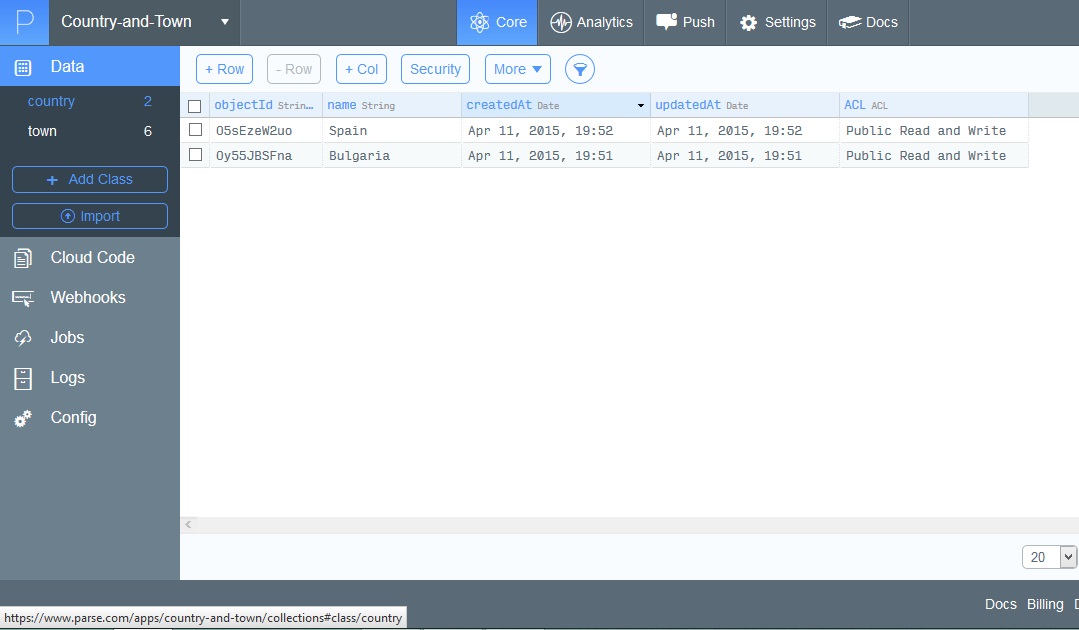 P Country-and-Town Core Analytics Push Settings Docs
Data
country 2
town 6
+ Add Class
Import
Cloud Code
Webhooks
Jobs
Logs
Config
+ Row - Row + Col Security More
objectId Strin... name String createdAt Date updatedAt Date ACL ACL
O5sEzeW2uo Spain Apr 11, 2015, 19:52 Apr 11, 2015, 19:52 Public Read and Write
Oy55JBSFna Bulgaria Apr 11, 2015, 19:51 Apr 11, 2015, 19:51 Public Read and Write
20
Docs Billing
https://www.parse.com/apps/country-and-town/collections#class/country